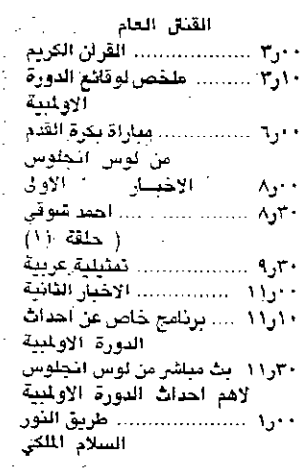 القناة العام
٣٫٠٠ .................. القرآن الكريم
٣٫١٠ ......... ملخص لوقائع الدورة
الاولمبية
٦٫٠٠ .............. مباراة بكرة القدم
من لوس انجلوس
٨٫٠٠ الاخبـــار الاولى
٨٫٣٠ ............ احمد شوقي
( حلقة ١)
٩٫٣٠ .................. تمثيلية عربية
١١٫٠٠ ............... الاخبار الثانية
١١٫١٠ .... برنامج خاص عن احداث
الدورة الاولمبية
١١٫٣٠ بث مباشر من لوس انجلوس
لاهم احداث الدورة الاولمبية
١٫٠٠ .................. طريق النور
السلام الملكي